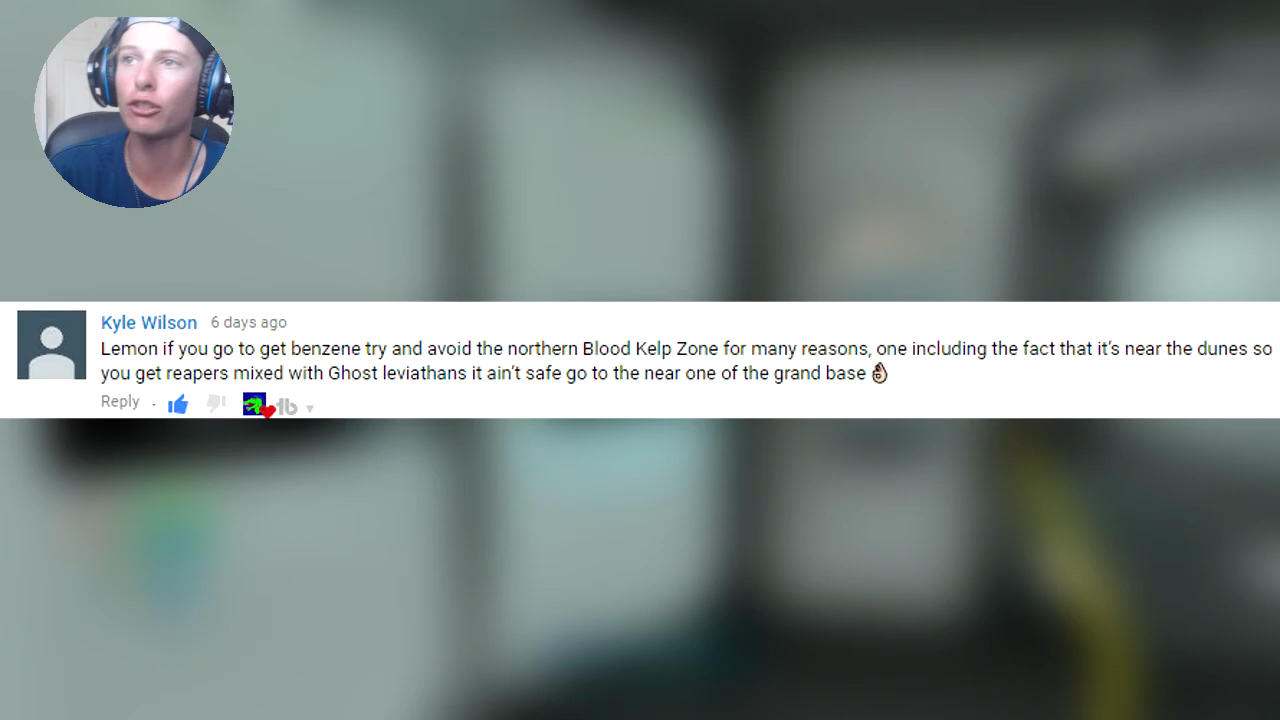 Kyle Wilson 6 days ago
Lemon if you go to get benzene try and avoid the northern Blood Kelp Zone for many reasons, one including the fact that it's near the dunes so
you get reapers mixed with Ghost leviathans it ain't safe go to the near one of the grand base 👌🏻
Reply .